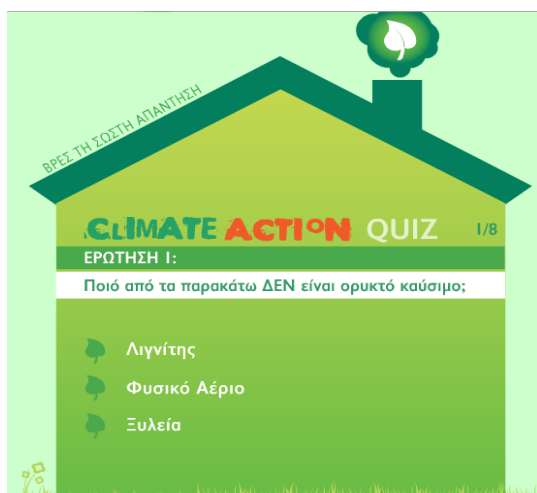 ΒΡΕΣ ΤΗ ΣΩΣΤΗ ΑΠΑΝΤΗΣΗ
CLIMATE ACTION QUIZ 1/8
ΕΡΩΤΗΣΗ 1:
Ποιό από τα παρακάτω ΔΕΝ είναι ορυκτό καύσιμο;
Λιγνίτης
Φυσικό Αέριο
Ξυλεία